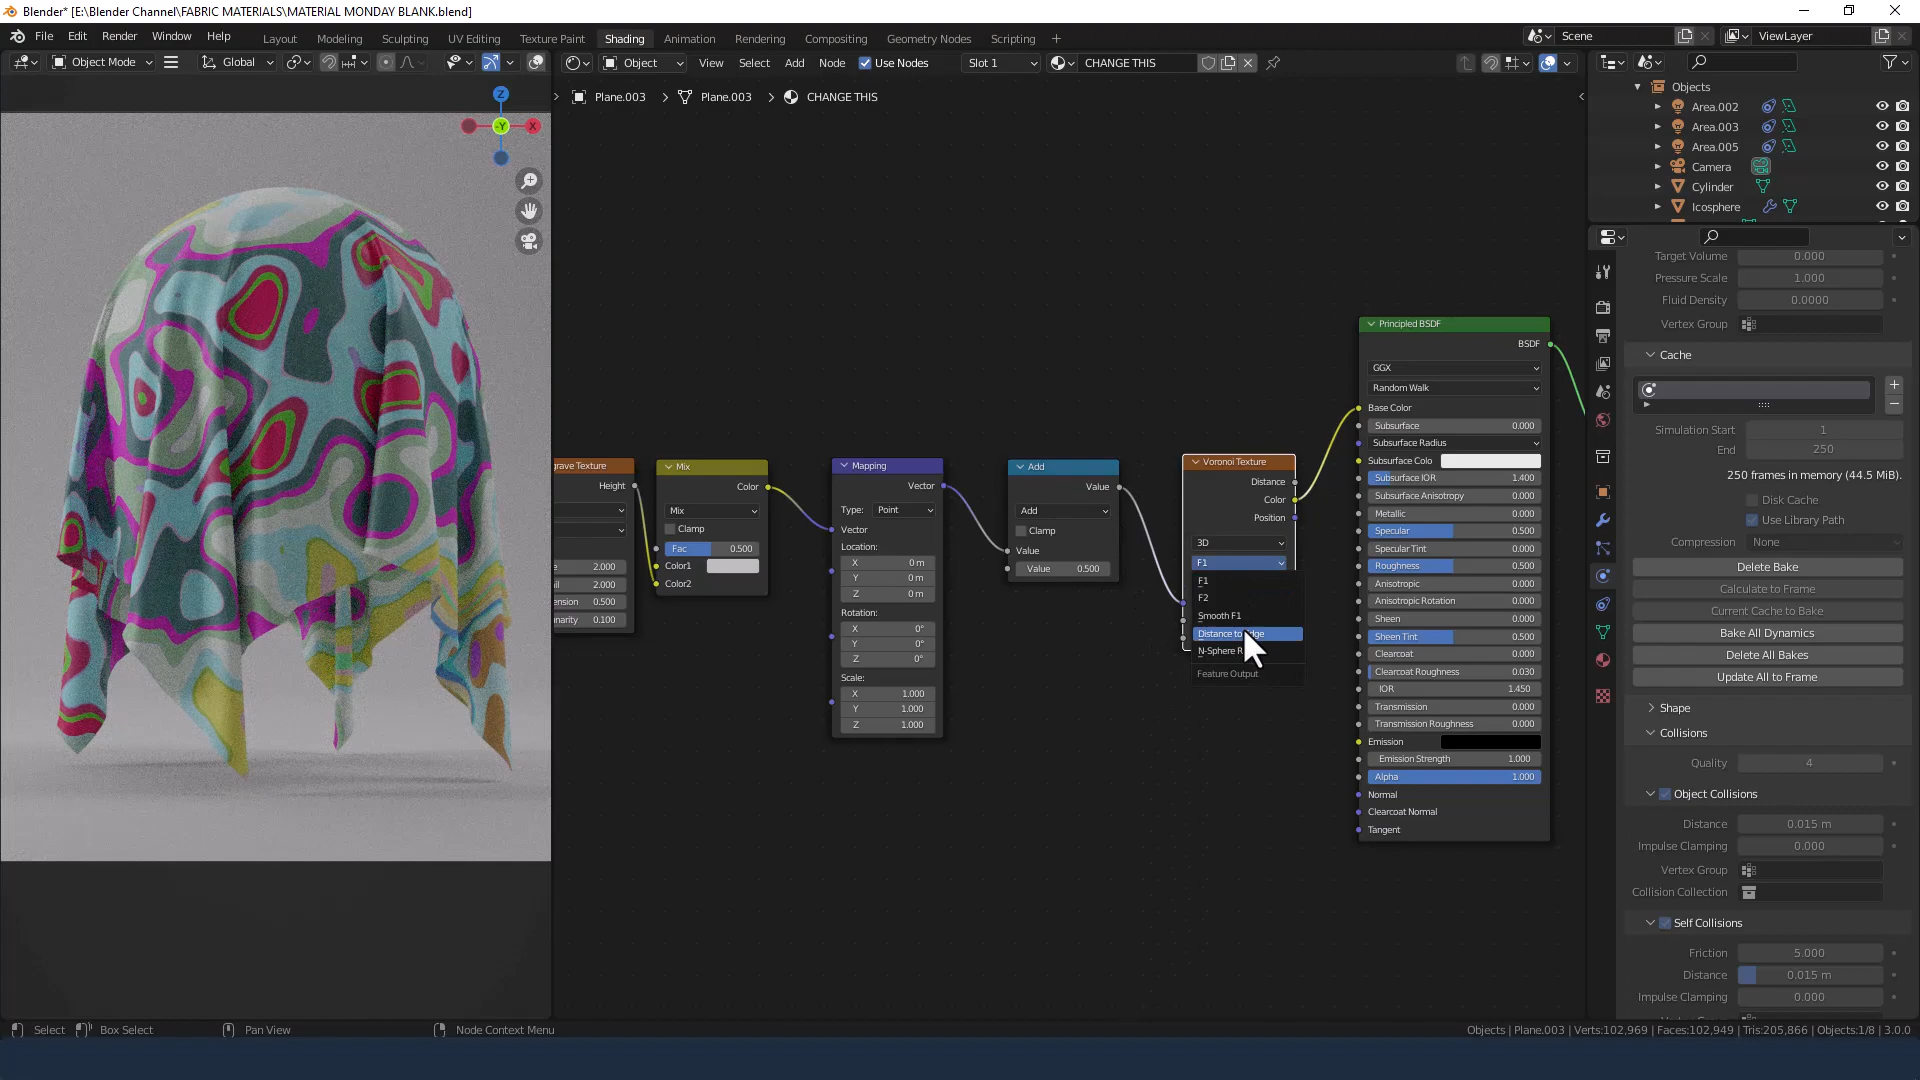 Blender* [E:\Blender Channel\FABRIC MATERIALS\MATERIAL MONDAY BLANK.blend]
File Edit Render Window Help Layout Modeling Sculpting UV Editing Texture Paint Shading Animation Rendering Compositing Geometry Nodes Scripting + Scene ViewLayer
Object Mode Global Object View Select Add Node Use Nodes Slot 1 CHANGE THIS
Plane.003 > Plane.003 > CHANGE THIS
Z
-Y X
Objects
Area.002
Area.003
Area.005
Camera
Cylinder
Icosphere
grave Texture
Height
2.000
2.000
ension 0.500
narity 0.100
Mix
Color
Mix
Clamp
Fac 0.500
Color1
Color2
Mapping
Vector
Type: Point
Vector
Location:
X 0 m
Y 0 m
Z 0 m
Rotation:
X 0°
Y 0°
Z 0°
Scale:
X 1.000
Y 1.000
Z 1.000
Add
Value
Add
Clamp
Value
Value 0.500
Voronoi Texture
Distance
Color
Position
3D
F1
F1
F2
Smooth F1
Distance to Edge
N-Sphere R
Feature Output
Principled BSDF
BSDF
GGX
Random Walk
Base Color
Subsurface 0.000
Subsurface Radius
Subsurface Colo
Subsurface IOR 1.400
Subsurface Anisotropy 0.000
Metallic 0.000
Specular 0.500
Specular Tint 0.000
Roughness 0.500
Anisotropic 0.000
Anisotropic Rotation 0.000
Sheen 0.000
Sheen Tint 0.500
Clearcoat 0.000
Clearcoat Roughness 0.030
IOR 1.450
Transmission 0.000
Transmission Roughness 0.000
Emission
Emission Strength 1.000
Alpha 1.000
Normal
Clearcoat Normal
Tangent
Target Volume 0.000
Pressure Scale 1.000
Fluid Density 0.0000
Vertex Group
Cache
Simulation Start 1
End 250
250 frames in memory (44.5 MiB).
Disk Cache
Use Library Path
Compression None
Delete Bake
Calculate to Frame
Current Cache to Bake
Bake All Dynamics
Delete All Bakes
Update All to Frame
Shape
Collisions
Quality 4
Object Collisions
Distance 0.015 m
Impulse Clamping 0.000
Vertex Group
Collision Collection
Self Collisions
Friction 5.000
Distance 0.015 m
Impulse Clamping 0.000
Select Box Select Pan View Node Context Menu Objects | Plane.003 | Verts:102,969 | Faces:102,949 | Tris:205,866 | Objects:1/8 | 3.0.0